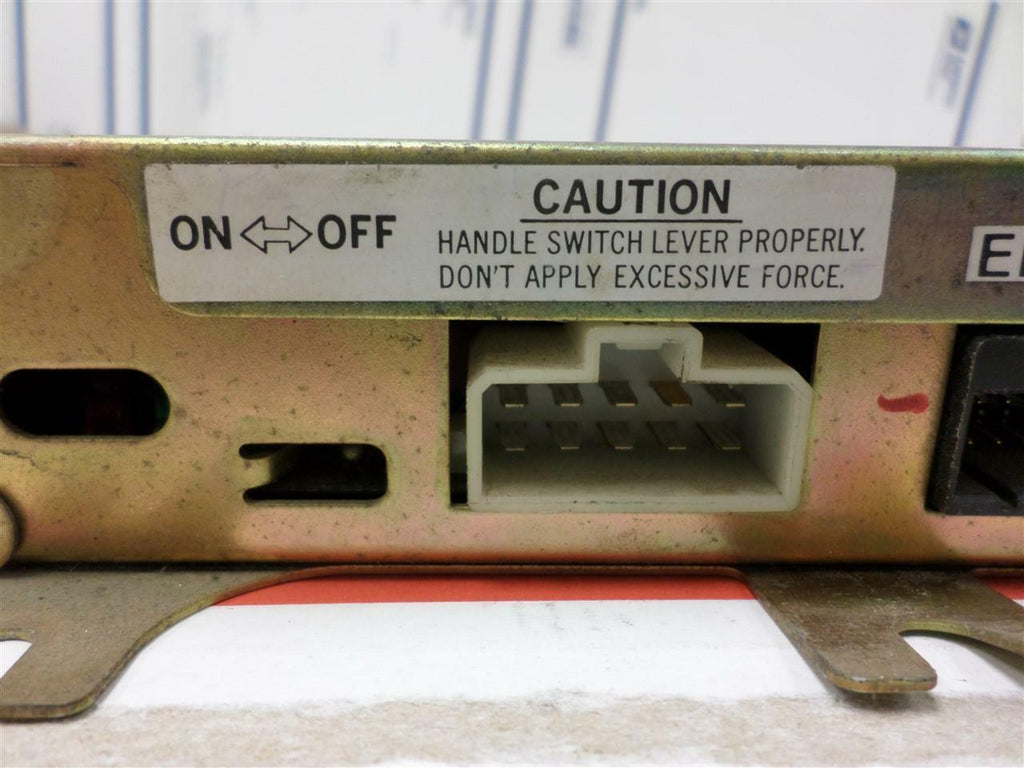 ON⇔OFF
CAUTION
HANDLE SWITCH LEVER PROPERLY.
DON'T APPLY EXCESSIVE FORCE.